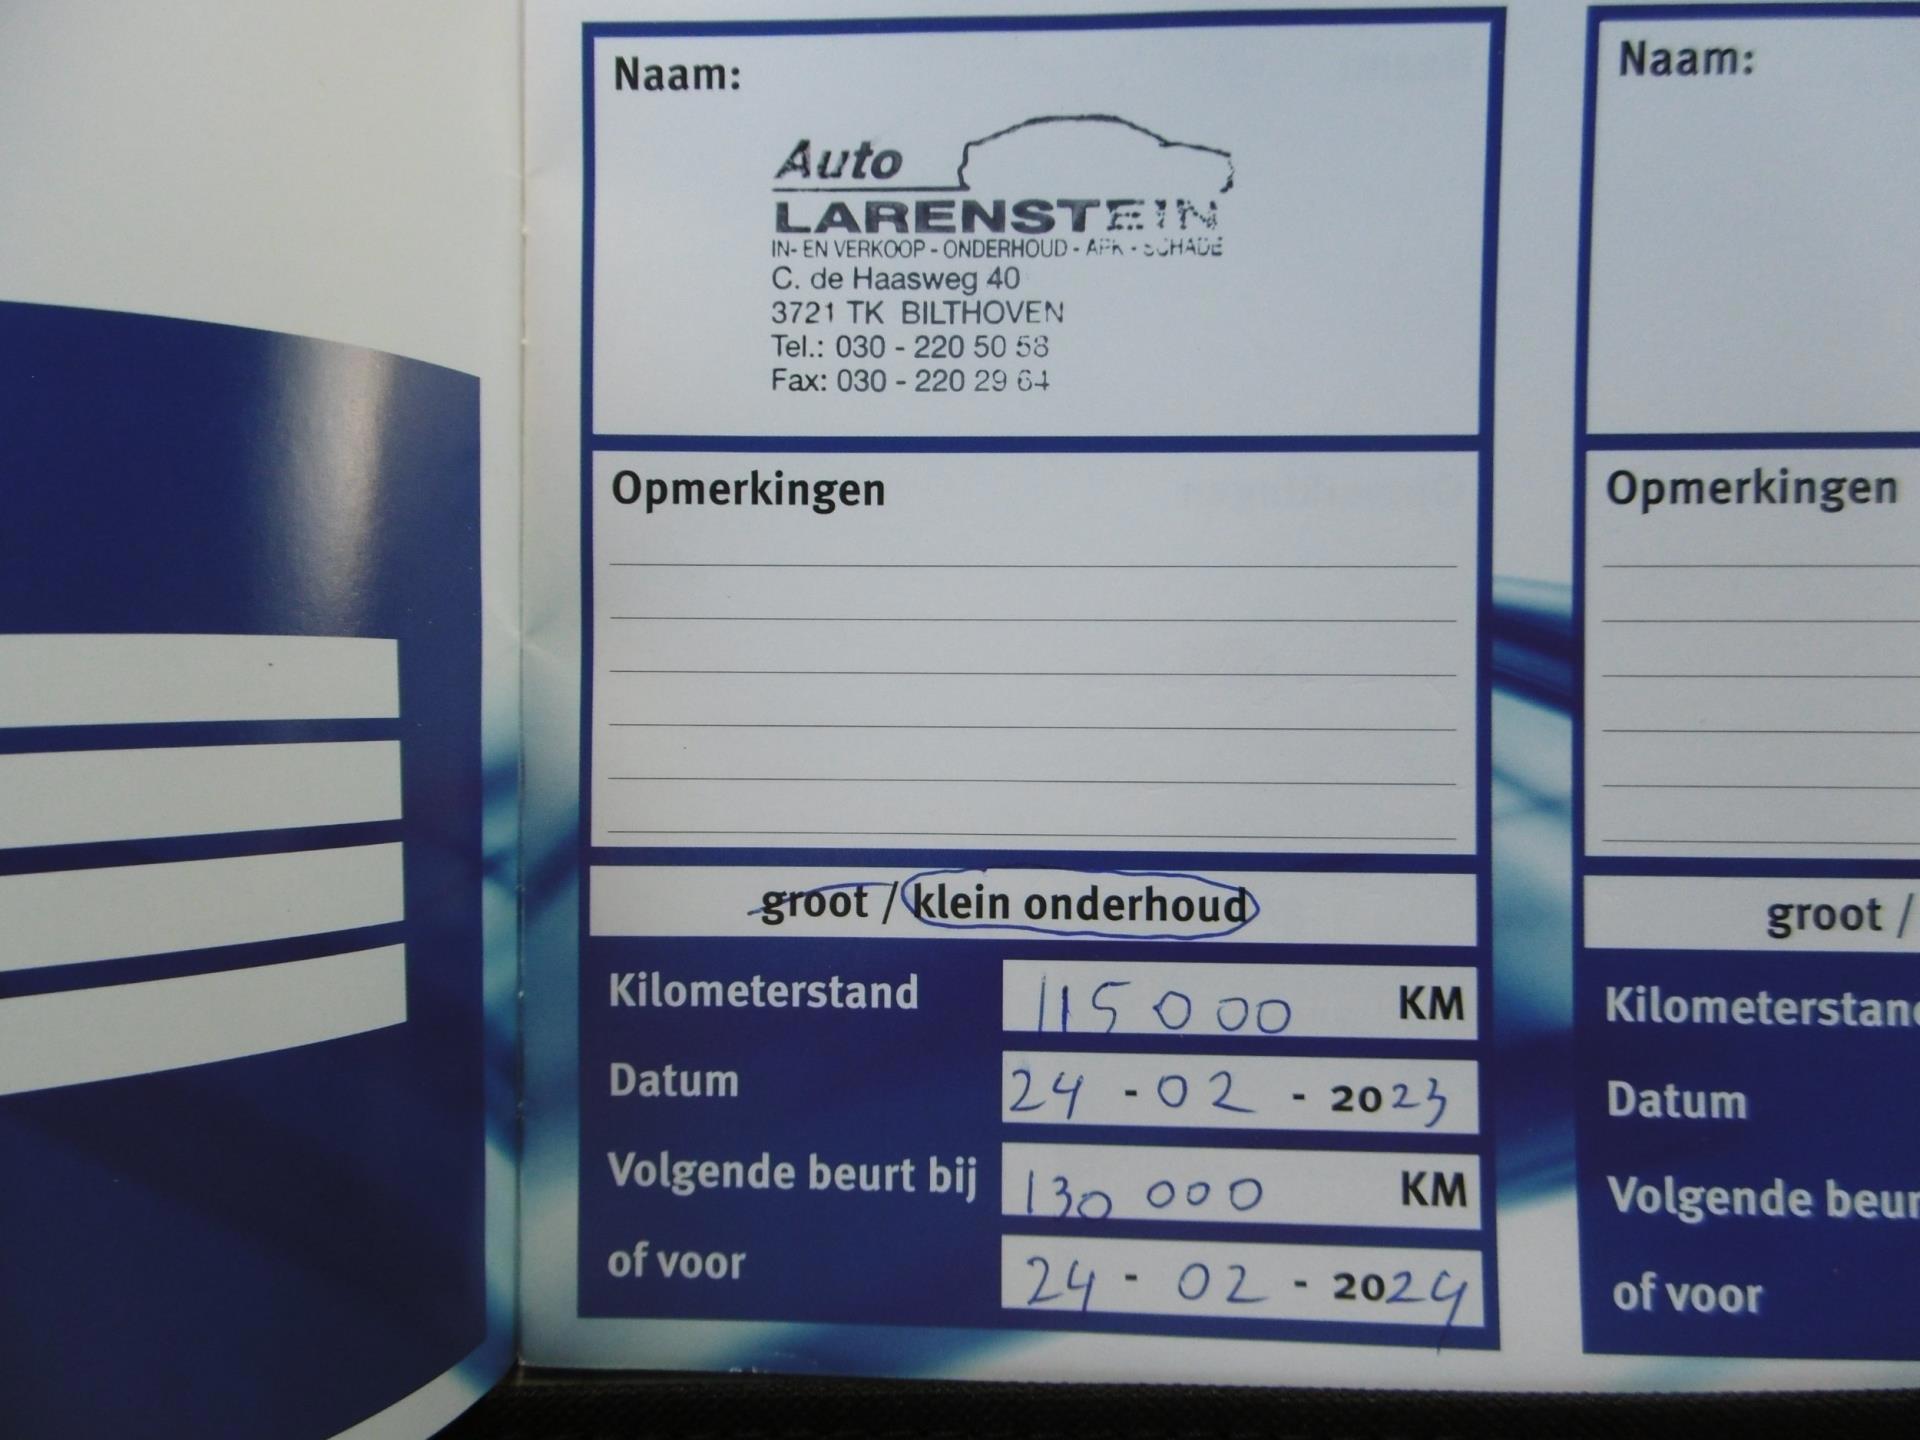 Naam:
Auto
LARENSTEIN
IN- EN VERKOOP - ONDERHOUD - APK - SCHADE
C. de Haasweg 40
3721 TK BILTHOVEN
Tel.: 030 - 220 50 58
Fax: 030 - 220 29 64
Opmerkingen
groot / klein onderhoud
Kilometerstand 115000 KM
Datum 24 - 02 - 2023
Volgende beurt bij 130 000 KM
of voor 24 - 02 - 2024
Naam:
Opmerkingen
groot /
Kilometerstan
Datum
Volgende beur
of voor